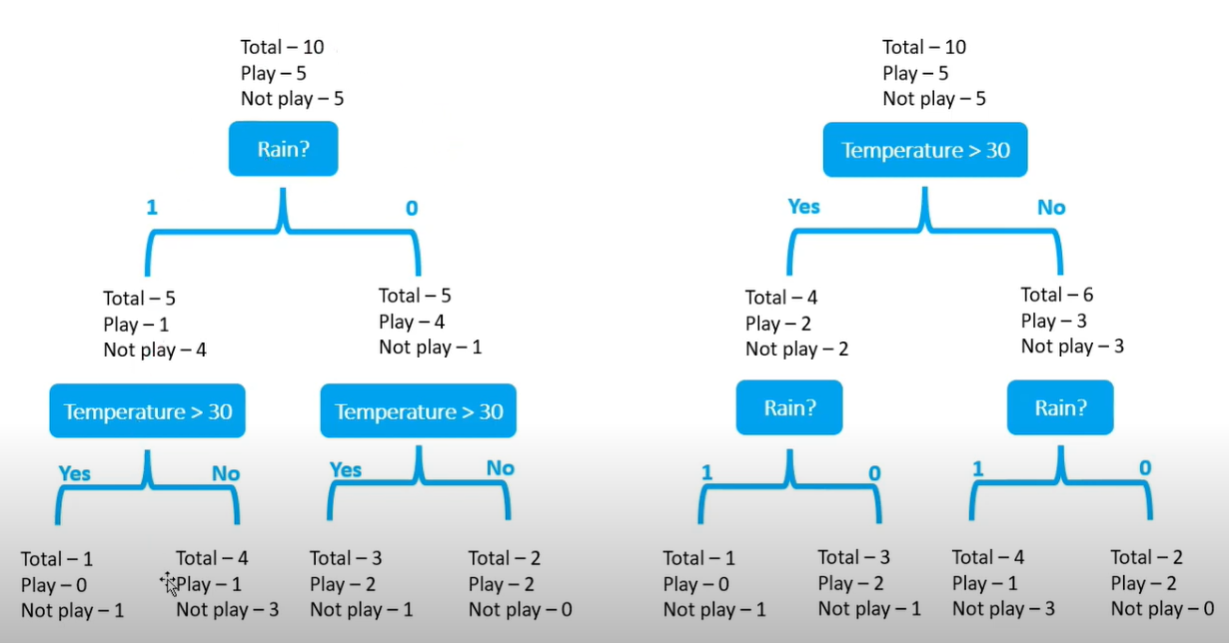 Total – 10
Play – 5
Not play – 5
Rain?
1
0
Total – 5
Play – 1
Not play – 4
Total – 5
Play – 4
Not play – 1
Temperature > 30
Temperature > 30
Yes
No
Yes
No
Total – 1
Play – 0
Not play – 1
Total – 4
Play – 1
Not play – 3
Total – 3
Play – 2
Not play – 1
Total – 2
Play – 2
Not play – 0
Total – 10
Play – 5
Not play – 5
Temperature > 30
Yes
No
Total – 4
Play – 2
Not play – 2
Total – 6
Play – 3
Not play – 3
Rain?
Rain?
1
0
1
0
Total – 1
Play – 0
Not play – 1
Total – 3
Play – 2
Not play – 1
Total – 4
Play – 1
Not play – 3
Total – 2
Play – 2
Not play – 0